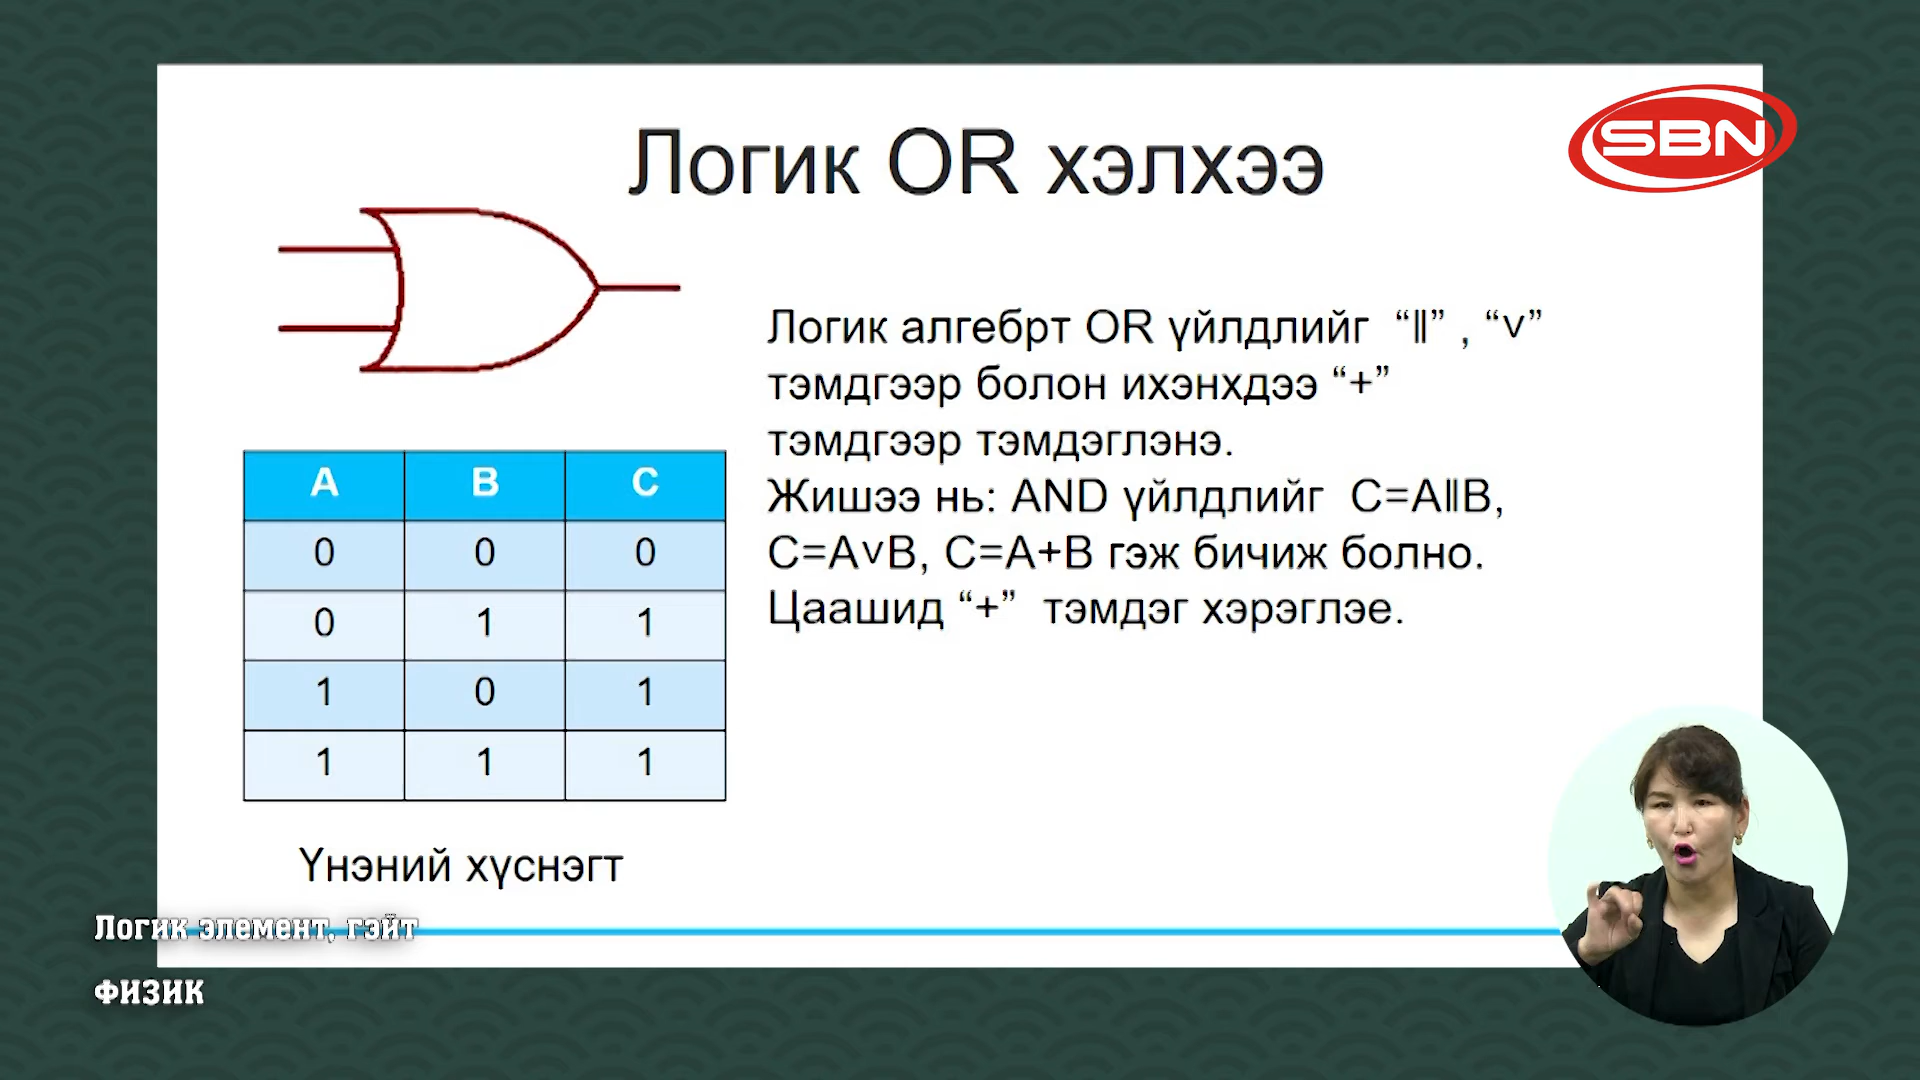 SBN
Логик OR хэлхээ
Логик алгебрт OR үйлдлийг “ǁ” , “˅”
тэмдгээр болон ихэнхдээ “+”
тэмдгээр тэмдэглэнэ.
Жишээ нь: AND үйлдлийг C=AǁB,
C=A˅B, C=A+B гэж бичиж болно.
Цаашид “+” тэмдэг хэрэглэе.
A B C
0 0 0
0 1 1
1 0 1
1 1 1
Үнэний хүснэгт
Логик элемент, гэйт
ФИЗИК